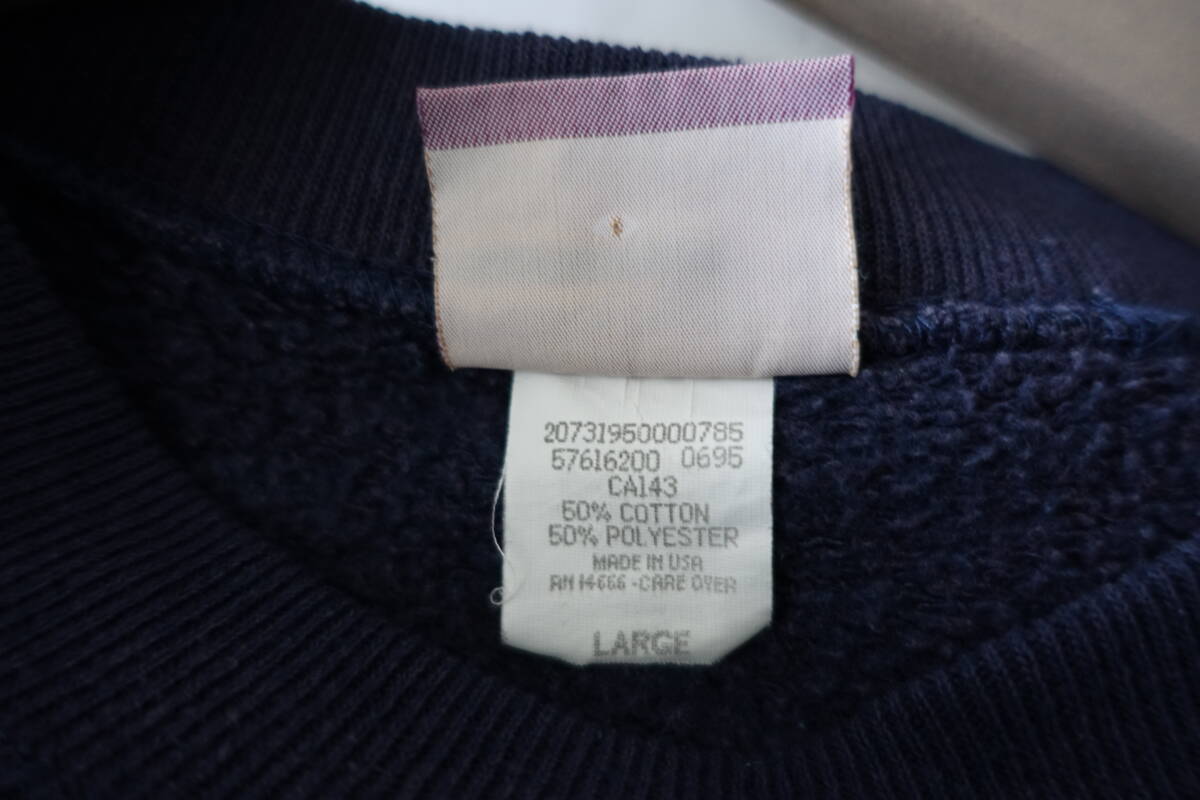 20731950000785
57616200 0695
CA143
50% COTTON
50% POLYESTER
MADE IN USA
RN 14666 - CARE OVER
LARGE